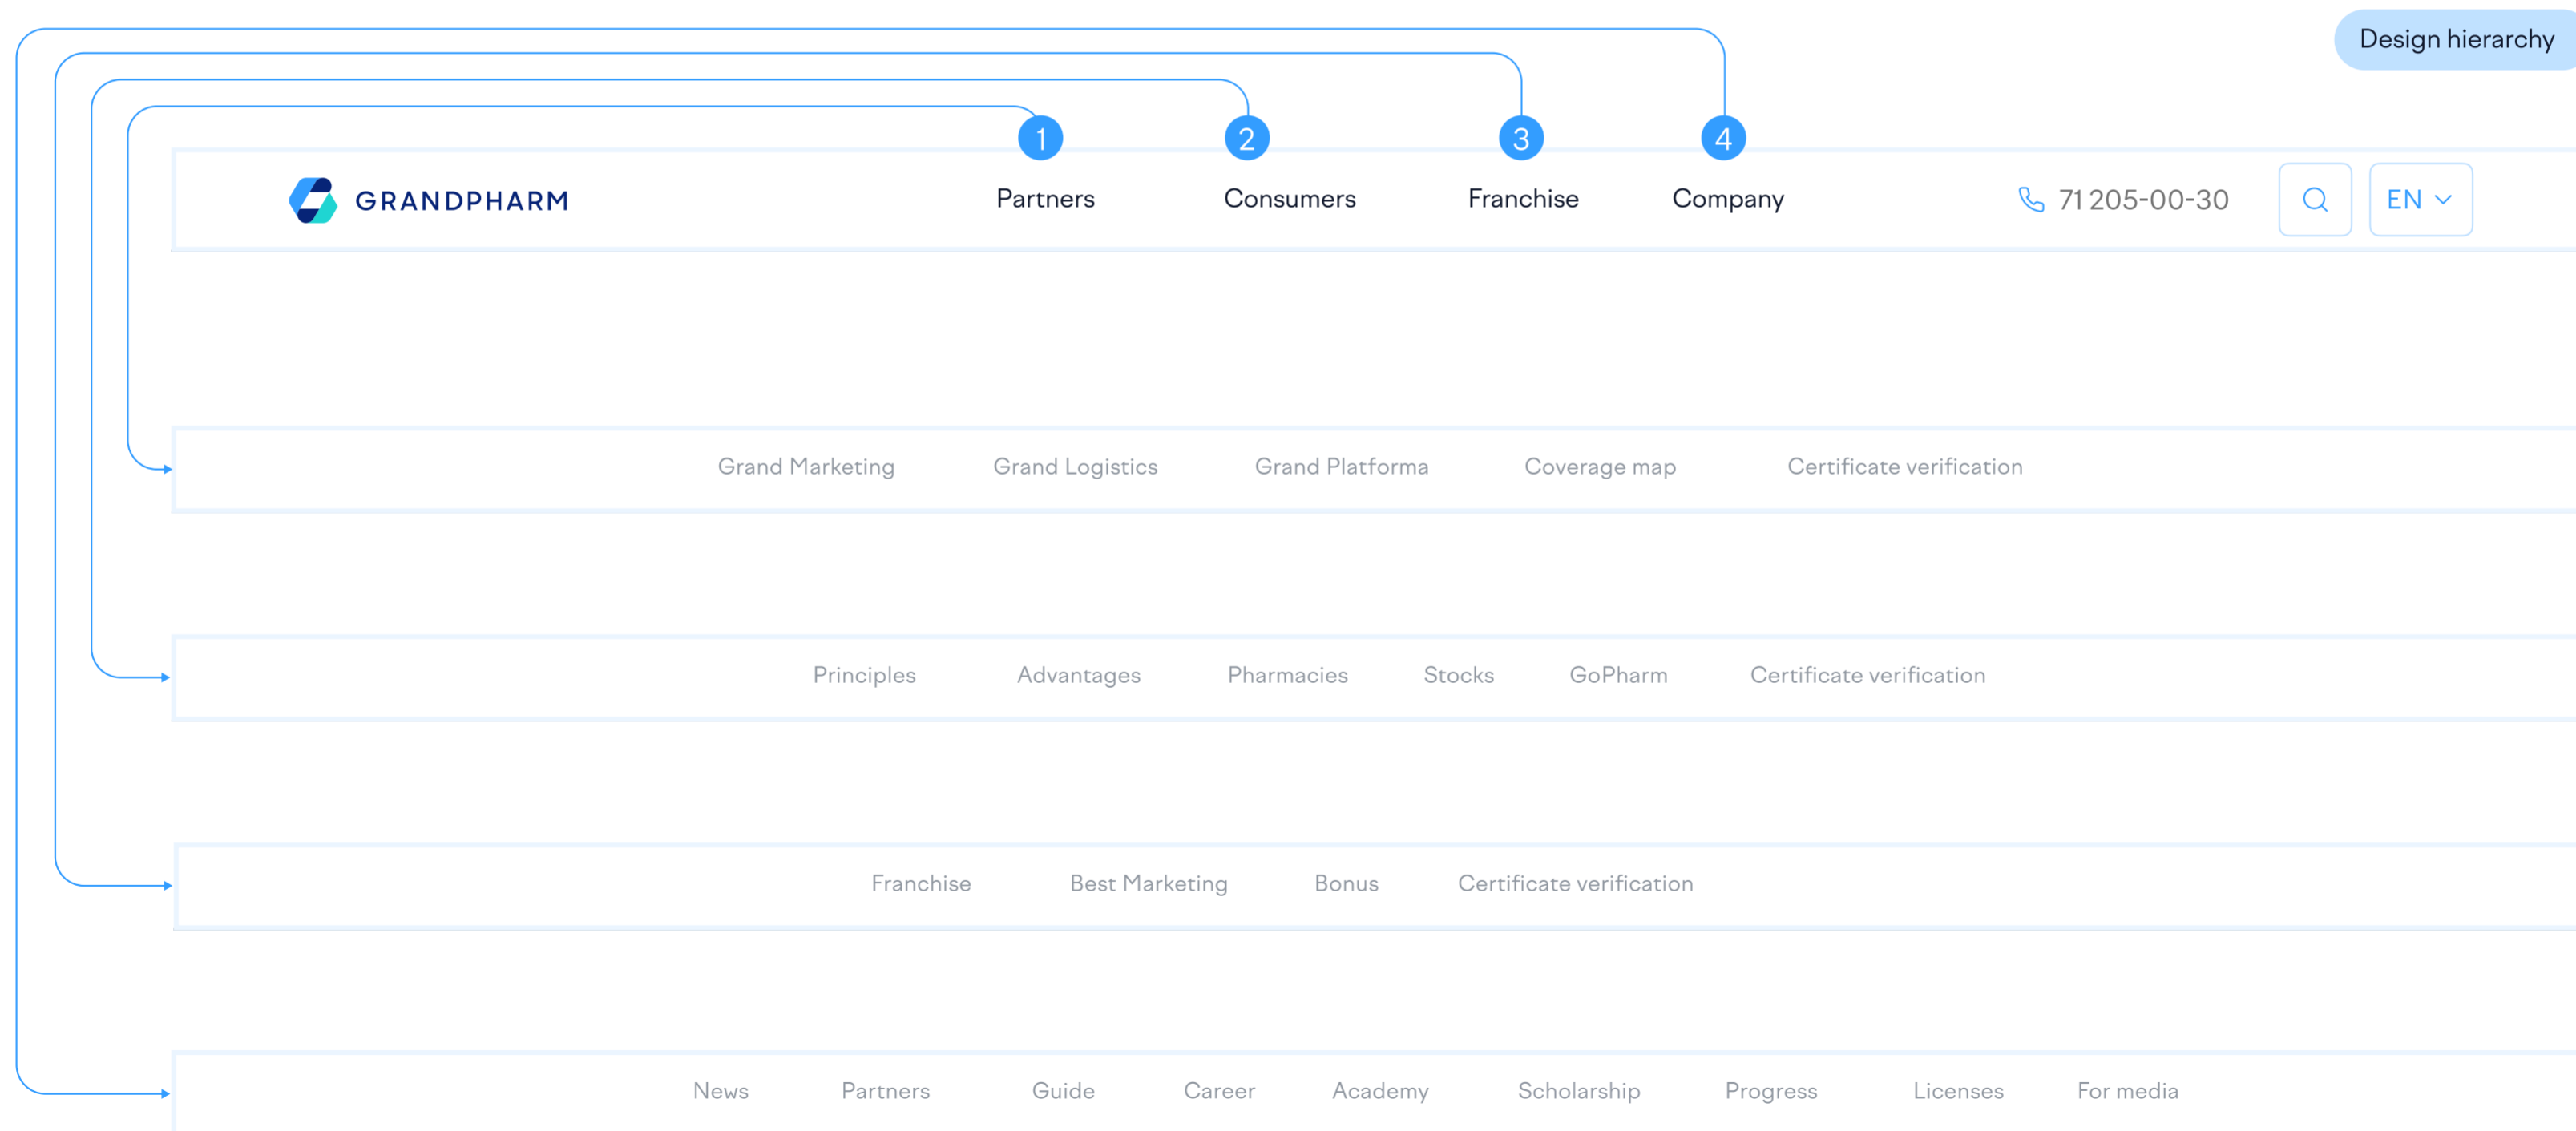 Design hierarchy
1 2 3 4
GRANDPHARM Partners Consumers Franchise Company 71 205-00-30 EN
Grand Marketing Grand Logistics Grand Platforma Coverage map Certificate verification
Principles Advantages Pharmacies Stocks GoPharm Certificate verification
Franchise Best Marketing Bonus Certificate verification
News Partners Guide Career Academy Scholarship Progress Licenses For media